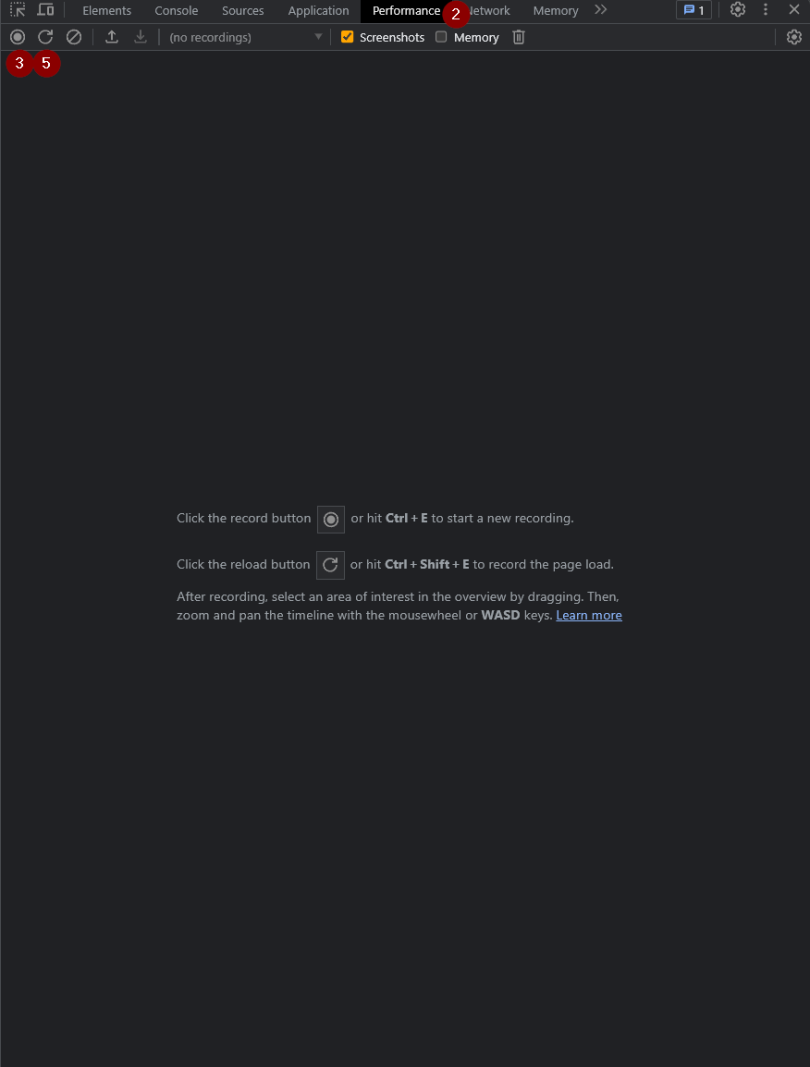 Elements Console Sources Application Performance 2 Network Memory 1
(no recordings) Screenshots Memory
3 5
Click the record button or hit Ctrl + E to start a new recording.
Click the reload button or hit Ctrl + Shift + E to record the page load.
After recording, select an area of interest in the overview by dragging. Then,
zoom and pan the timeline with the mousewheel or WASD keys. Learn more